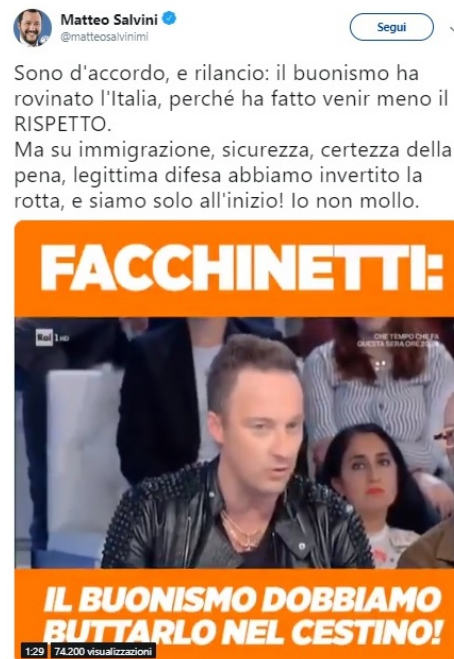 Matteo Salvini
@matteosalvinimi
Segui
Sono d'accordo, e rilancio: il buonismo ha
rovinato l'Italia, perché ha fatto venir meno il
RISPETTO.
Ma su immigrazione, sicurezza, certezza della
pena, legittima difesa abbiamo invertito la
rotta, e siamo solo all'inizio! Io non mollo.
FACCHINETTI:
Rai 1 HD
CHE TEMPO CHE FA
QUESTA SERA ORE
IL BUONISMO DOBBIAMO
BUTTARLO NEL CESTINO!
1:29 74.200 visualizzazioni